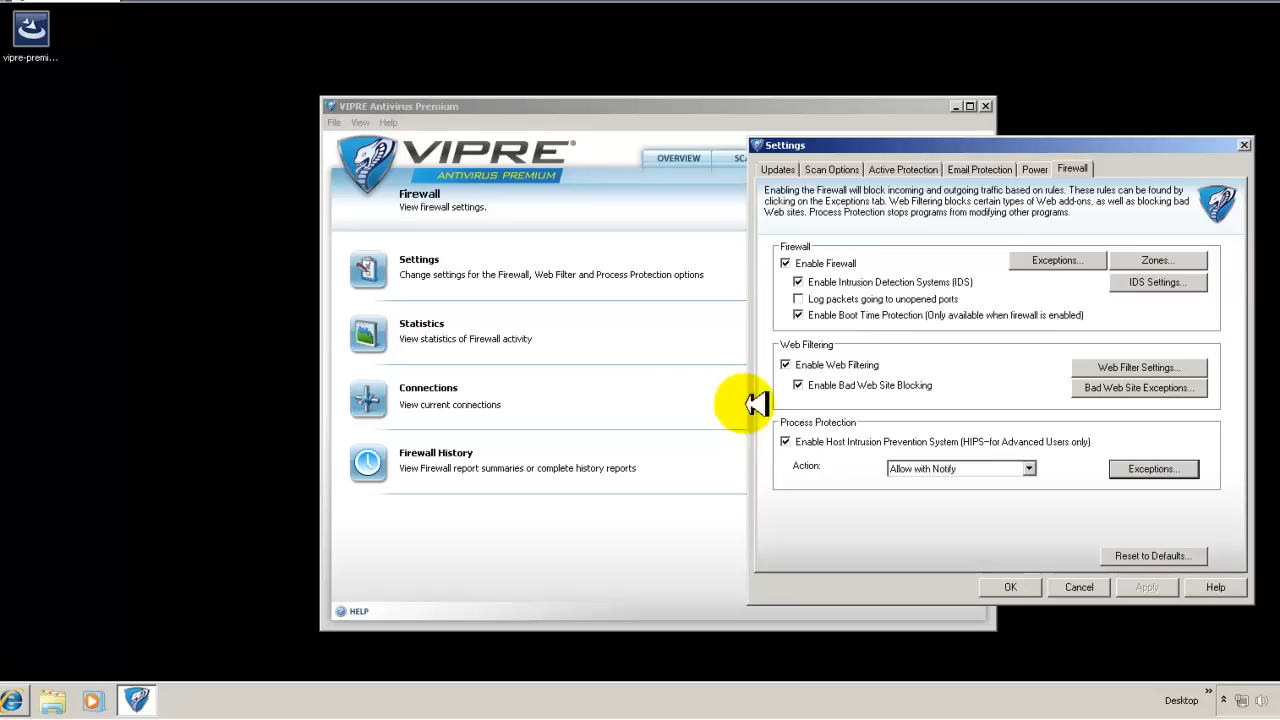 vipre-premi...
VIPRE Antivirus Premium
File View Help
VIPRE®
ANTIVIRUS PREMIUM
OVERVIEW
SCA
Firewall
View firewall settings.
Settings
Change settings for the Firewall, Web Filter and Process Protection options
Statistics
View statistics of Firewall activity
Connections
View current connections
Firewall History
View Firewall report summaries or complete history reports
HELP
Settings
Updates Scan Options Active Protection Email Protection Power Firewall
Enabling the Firewall will block incoming and outgoing traffic based on rules. These rules can be found by
clicking on the Exceptions tab. Web Filtering blocks certain types of Web add-ons, as well as blocking bad
Web sites. Process Protection stops programs from modifying other programs.
Firewall
Enable Firewall
Exceptions...
Zones...
Enable Intrusion Detection Systems (IDS)
IDS Settings...
Log packets going to unopened ports
Enable Boot Time Protection (Only available when firewall is enabled)
Web Filtering
Enable Web Filtering
Web Filter Settings...
Enable Bad Web Site Blocking
Bad Web Site Exceptions...
Process Protection
Enable Host Intrusion Prevention System (HIPS-for Advanced Users only)
Action:
Allow with Notify
Exceptions...
Reset to Defaults...
OK Cancel Apply Help
Desktop